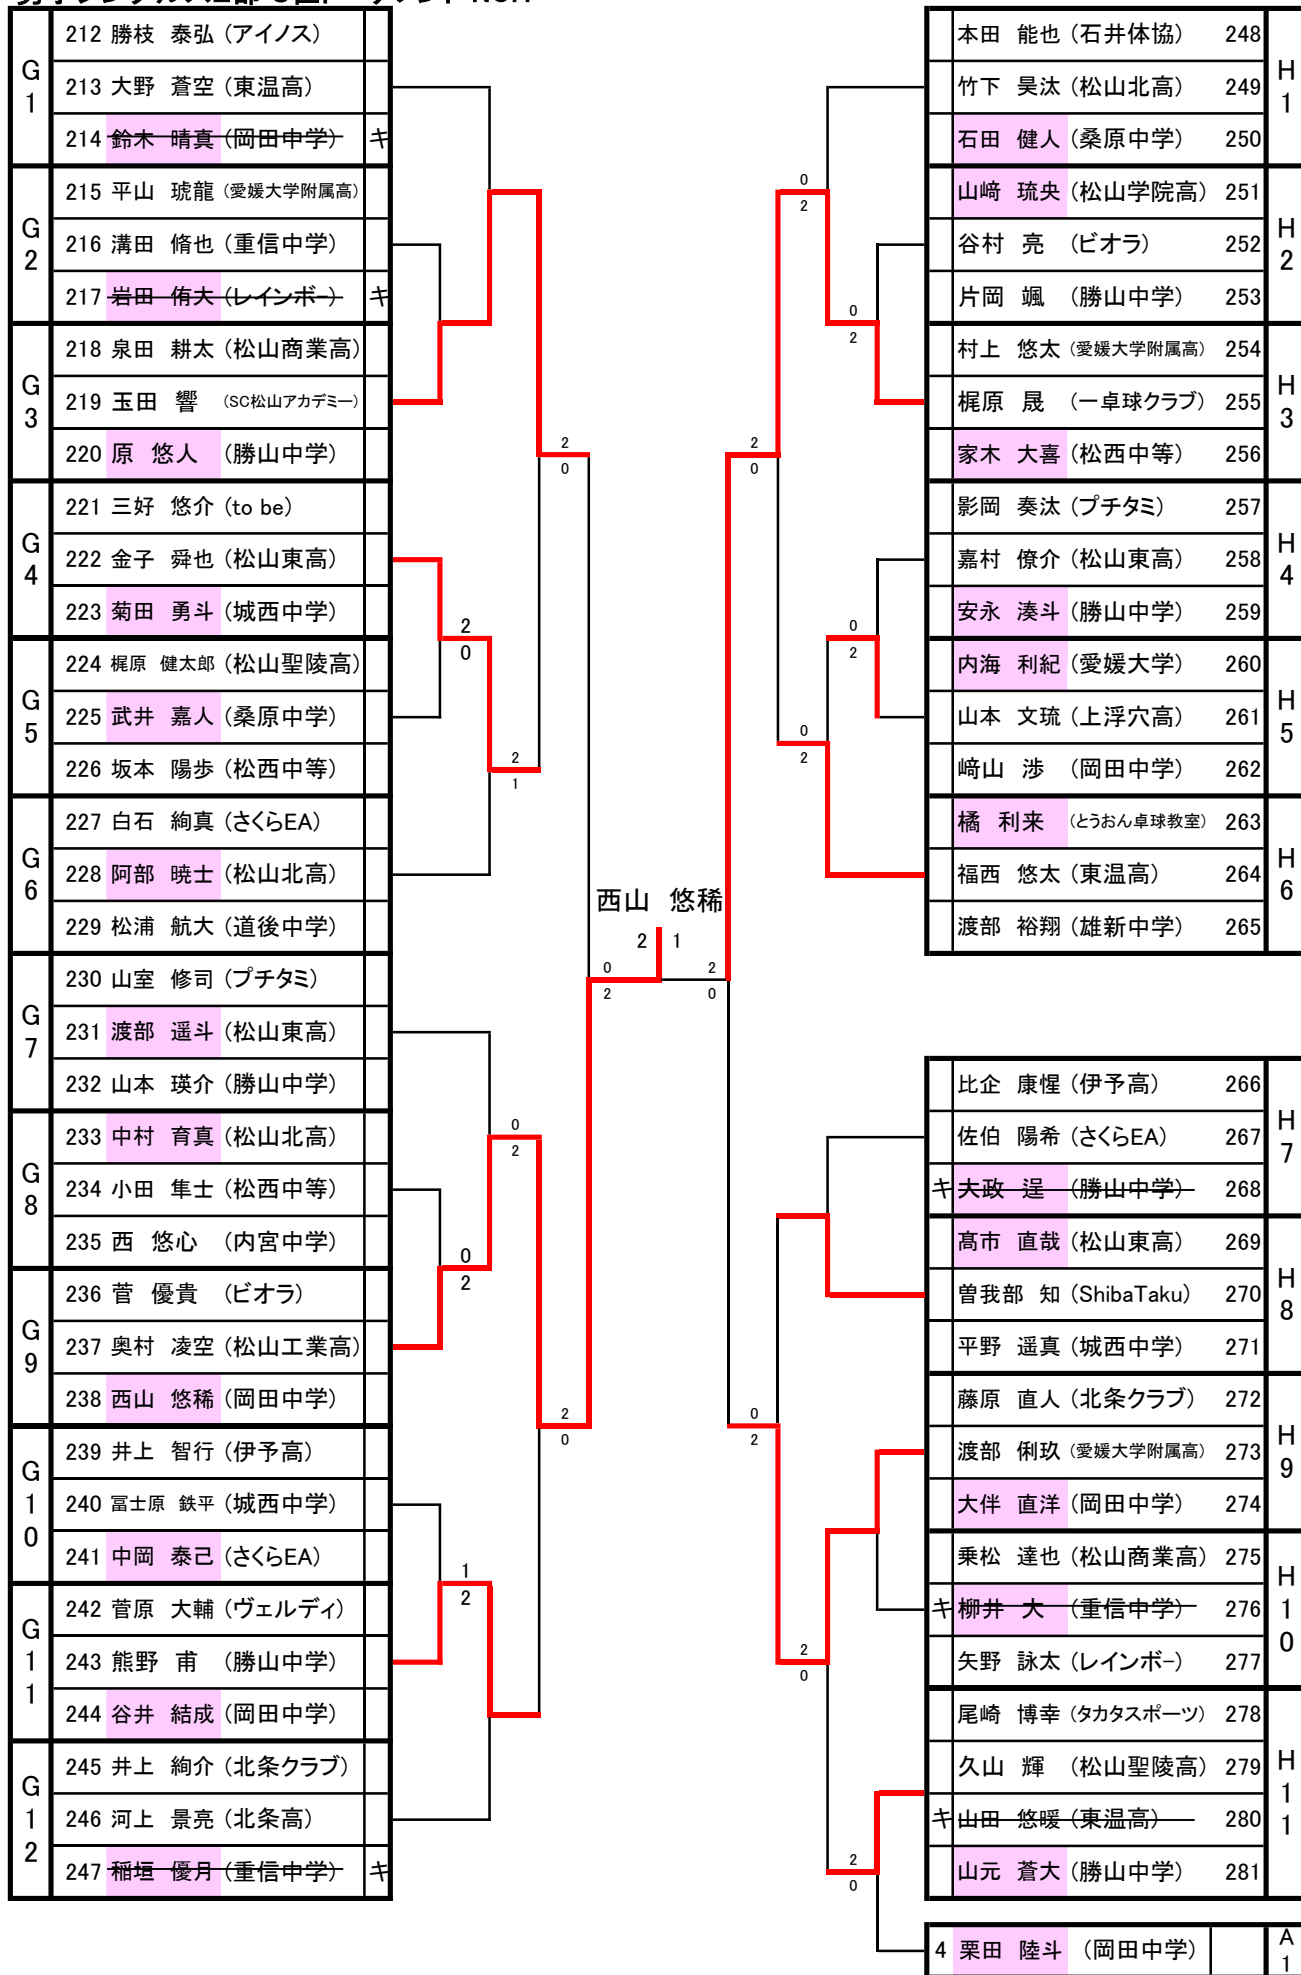 G1
212 勝枝 泰弘 (アイノス)
213 大野 蒼空 (東温高)
214 鈴木 晴真 (岡田中学) キ
G2
215 平山 琥龍 (愛媛大学附属高)
216 溝田 脩也 (重信中学)
217 岩田 侑大 (レインボー) キ
G3
218 泉田 耕太 (松山商業高)
219 玉田 響 (SC松山アカデミー)
220 原 悠人 (勝山中学)
G4
221 三好 悠介 (to be)
222 金子 舜也 (松山東高)
223 菊田 勇斗 (城西中学)
G5
224 梶原 健太郎 (松山聖陵高)
225 武井 嘉人 (桑原中学)
226 坂本 陽歩 (松西中等)
G6
227 白石 絢真 (さくらEA)
228 阿部 暁士 (松山北高)
229 松浦 航大 (道後中学)
G7
230 山室 修司 (プチタミ)
231 渡部 遥斗 (松山東高)
232 山本 瑛介 (勝山中学)
G8
233 中村 育真 (松山北高)
234 小田 隼士 (松西中等)
235 西 悠心 (内宮中学)
G9
236 菅 優貴 (ビオラ)
237 奥村 凌空 (松山工業高)
238 西山 悠稀 (岡田中学)
G10
239 井上 智行 (伊予高)
240 冨士原 鉄平 (城西中学)
241 中岡 泰己 (さくらEA)
G11
242 菅原 大輔 (ヴェルディ)
243 熊野 甫 (勝山中学)
244 谷井 結成 (岡田中学)
G12
245 井上 絢介 (北条クラブ)
246 河上 景亮 (北条高)
247 稲垣 優月 (重信中学) キ
2
0
2
0
2
1
0
2
0
2
2
0
1
2
0
2
西山 悠稀
2 1
2
0
0
2
0
2
2
0
0
2
0
2
0
2
2
0
2
0
H1
本田 能也 (石井体協) 248
竹下 昊汰 (松山北高) 249
石田 健人 (桑原中学) 250
H2
山﨑 琉央 (松山学院高) 251
谷村 亮 (ビオラ) 252
片岡 颯 (勝山中学) 253
H3
村上 悠太 (愛媛大学附属高) 254
梶原 晟 (一卓球クラブ) 255
家木 大喜 (松西中等) 256
H4
影岡 奏汰 (プチタミ) 257
嘉村 僚介 (松山東高) 258
安永 湊斗 (勝山中学) 259
H5
内海 利紀 (愛媛大学) 260
山本 文琉 (上浮穴高) 261
﨑山 渉 (岡田中学) 262
H6
橘 利来 (とうおん卓球教室) 263
福西 悠太 (東温高) 264
渡部 裕翔 (雄新中学) 265
H7
比企 康惺 (伊予高) 266
佐伯 陽希 (さくらEA) 267
キ 大政 逞 (勝山中学) 268
H8
髙市 直哉 (松山東高) 269
曽我部 知 (ShibaTaku) 270
平野 遥真 (城西中学) 271
H9
藤原 直人 (北条クラブ) 272
渡部 俐玖 (愛媛大学附属高) 273
大伴 直洋 (岡田中学) 274
H10
乗松 達也 (松山商業高) 275
キ 柳井 大 (重信中学) 276
矢野 詠太 (レインボー) 277
H11
尾崎 博幸 (タカタスポーツ) 278
久山 輝 (松山聖陵高) 279
キ 山田 悠暖 (東温高) 280
山元 蒼大 (勝山中学) 281
4 栗田 陸斗 (岡田中学) A1